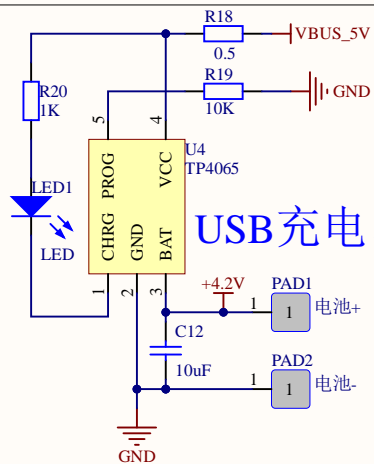 R18
VBUS_5V
0.5
R19
GND
10K
R20
1K
5
4
U4
TP4065
PROG
VCC
LED1
USB充电
CHRG
GND
BAT
LED
1
2
3
+4.2V
PAD1
1
1
电池+
C12
10uF
PAD2
1
1
电池-
GND